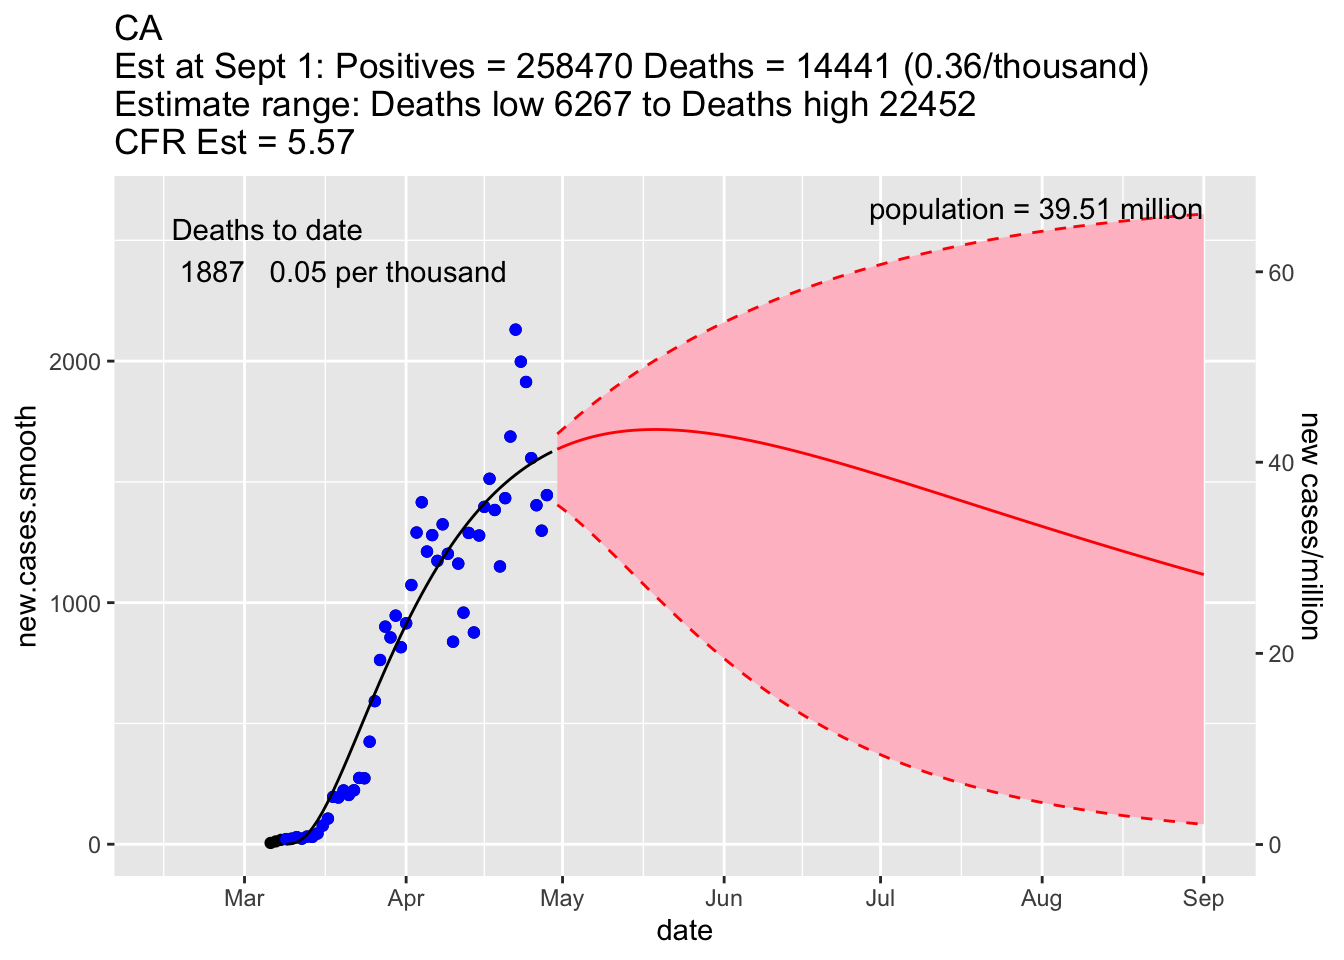 CA
Est at Sept 1: Positives = 258470 Deaths = 14441 (0.36/thousand)
Estimate range: Deaths low 6267 to Deaths high 22452
CFR Est = 5.57
population = 39.51 million
Deaths to date
1887 0.05 per thousand
2000
1000
0
new.cases.smooth
60
40
20
0
new cases/million
Mar Apr May Jun Jul Aug Sep
date